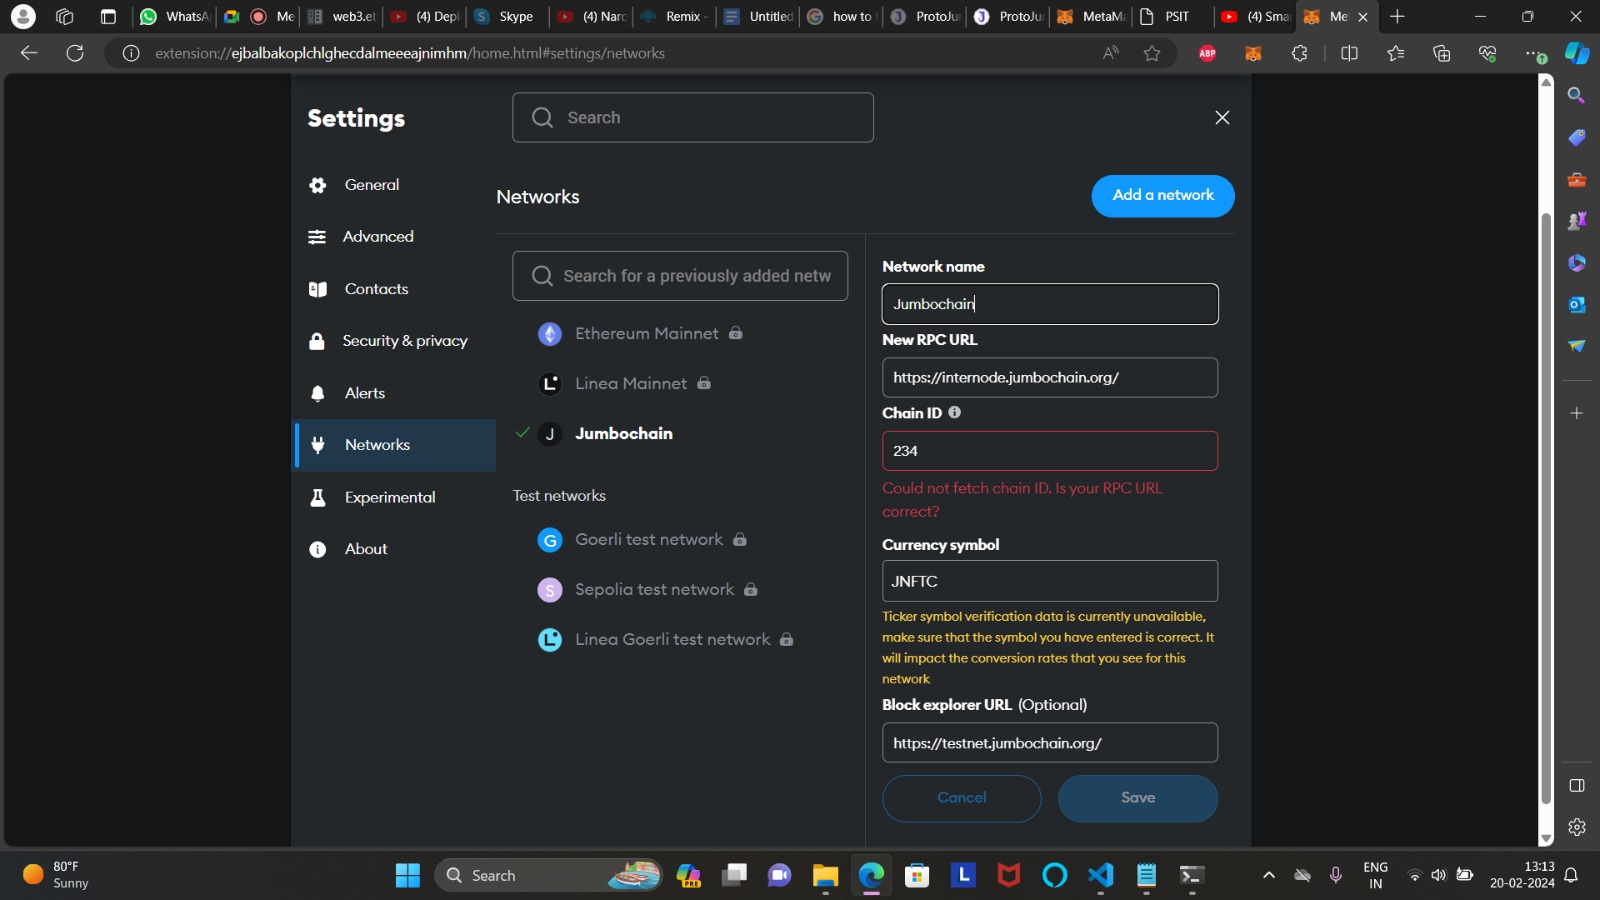 WhatsA
Me
web3.et
(4) Depl
Skype
(4) Narc
Remix -
Untitled
how to
ProtoJu
ProtoJu
MetaMa
PSIT
(4) Sma
Me
extension://ejbalbakoplchlghecdalmeeeajnimhm/home.html#settings/networks
ABP
Settings
Search
General
Advanced
Contacts
Security & privacy
Alerts
Networks
Experimental
About
Networks
Add a network
Search for a previously added netw
Ethereum Mainnet
Linea Mainnet
J Jumbochain
Test networks
G Goerli test network
S Sepolia test network
Linea Goerli test network
Network name
Jumbochain
New RPC URL
https://internode.jumbochain.org/
Chain ID
234
Could not fetch chain ID. Is your RPC URL
correct?
Currency symbol
JNFTC
Ticker symbol verification data is currently unavailable,
make sure that the symbol you have entered is correct. It
will impact the conversion rates that you see for this
network
Block explorer URL (Optional)
https://testnet.jumbochain.org/
Cancel
Save
80°F
Sunny
Search
PRE
L
ENG
IN
13:13
20-02-2024